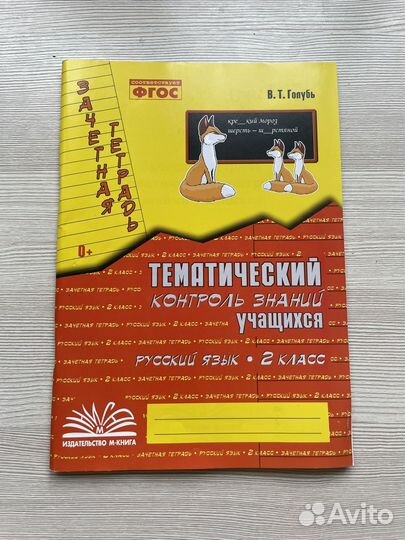 ЗАЧЕТНАЯ
ТЕТРАДЬ
СООТВЕТСТВУЕТ
ФГОС
В. Т. Голубь
кре__кий мороз
шерсть – ш__рстяной
0+
ТЕМАТИЧЕСКИЙ
КОНТРОЛЬ ЗНАНИЙ
УЧАЩИХСЯ
РУССКИЙ ЯЗЫК • 2 КЛАСС
М
ИЗДАТЕЛЬСТВО М-КНИГА
Avito